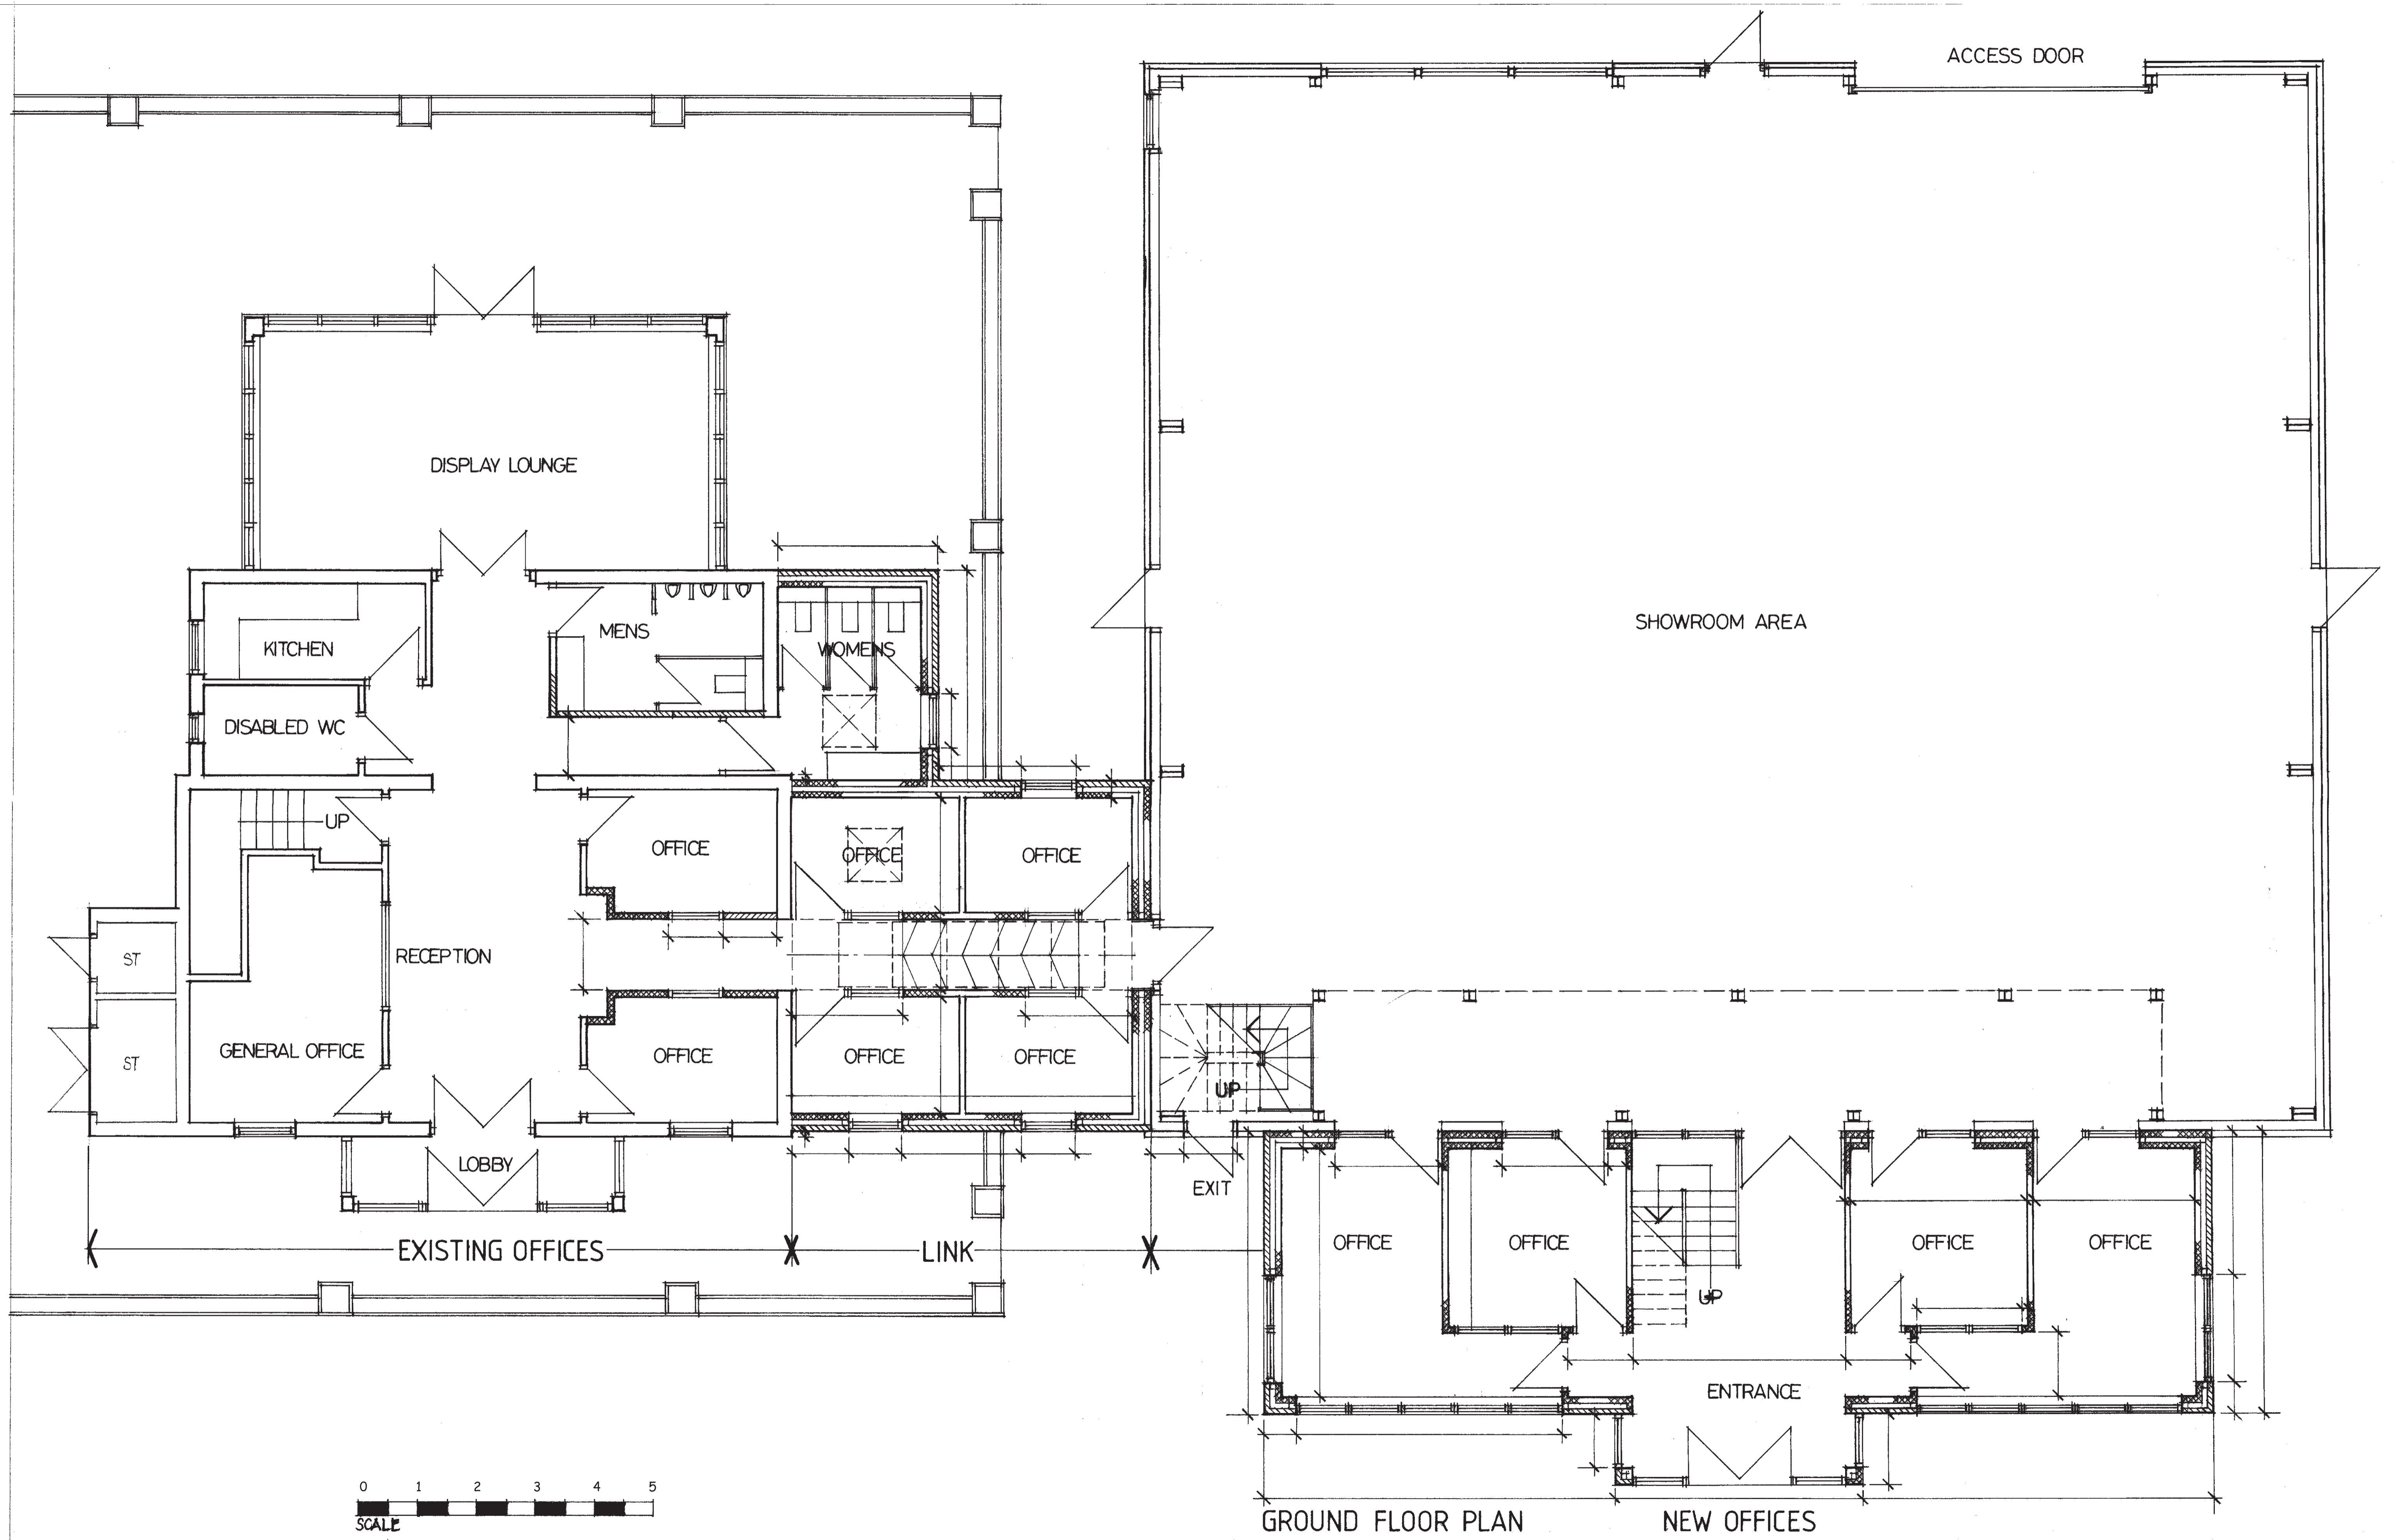 ACCESS DOOR
DISPLAY LOUNGE
SHOWROOM AREA
KITCHEN
MENS
WOMENS
DISABLED WC
UP
OFFICE
OFFICE
OFFICE
RECEPTION
ST
ST
GENERAL OFFICE
OFFICE
OFFICE
OFFICE
UP
LOBBY
EXIT
EXISTING OFFICES
LINK
OFFICE
OFFICE
OFFICE
OFFICE
UP
ENTRANCE
0 1 2 3 4 5
SCALE
GROUND FLOOR PLAN
NEW OFFICES